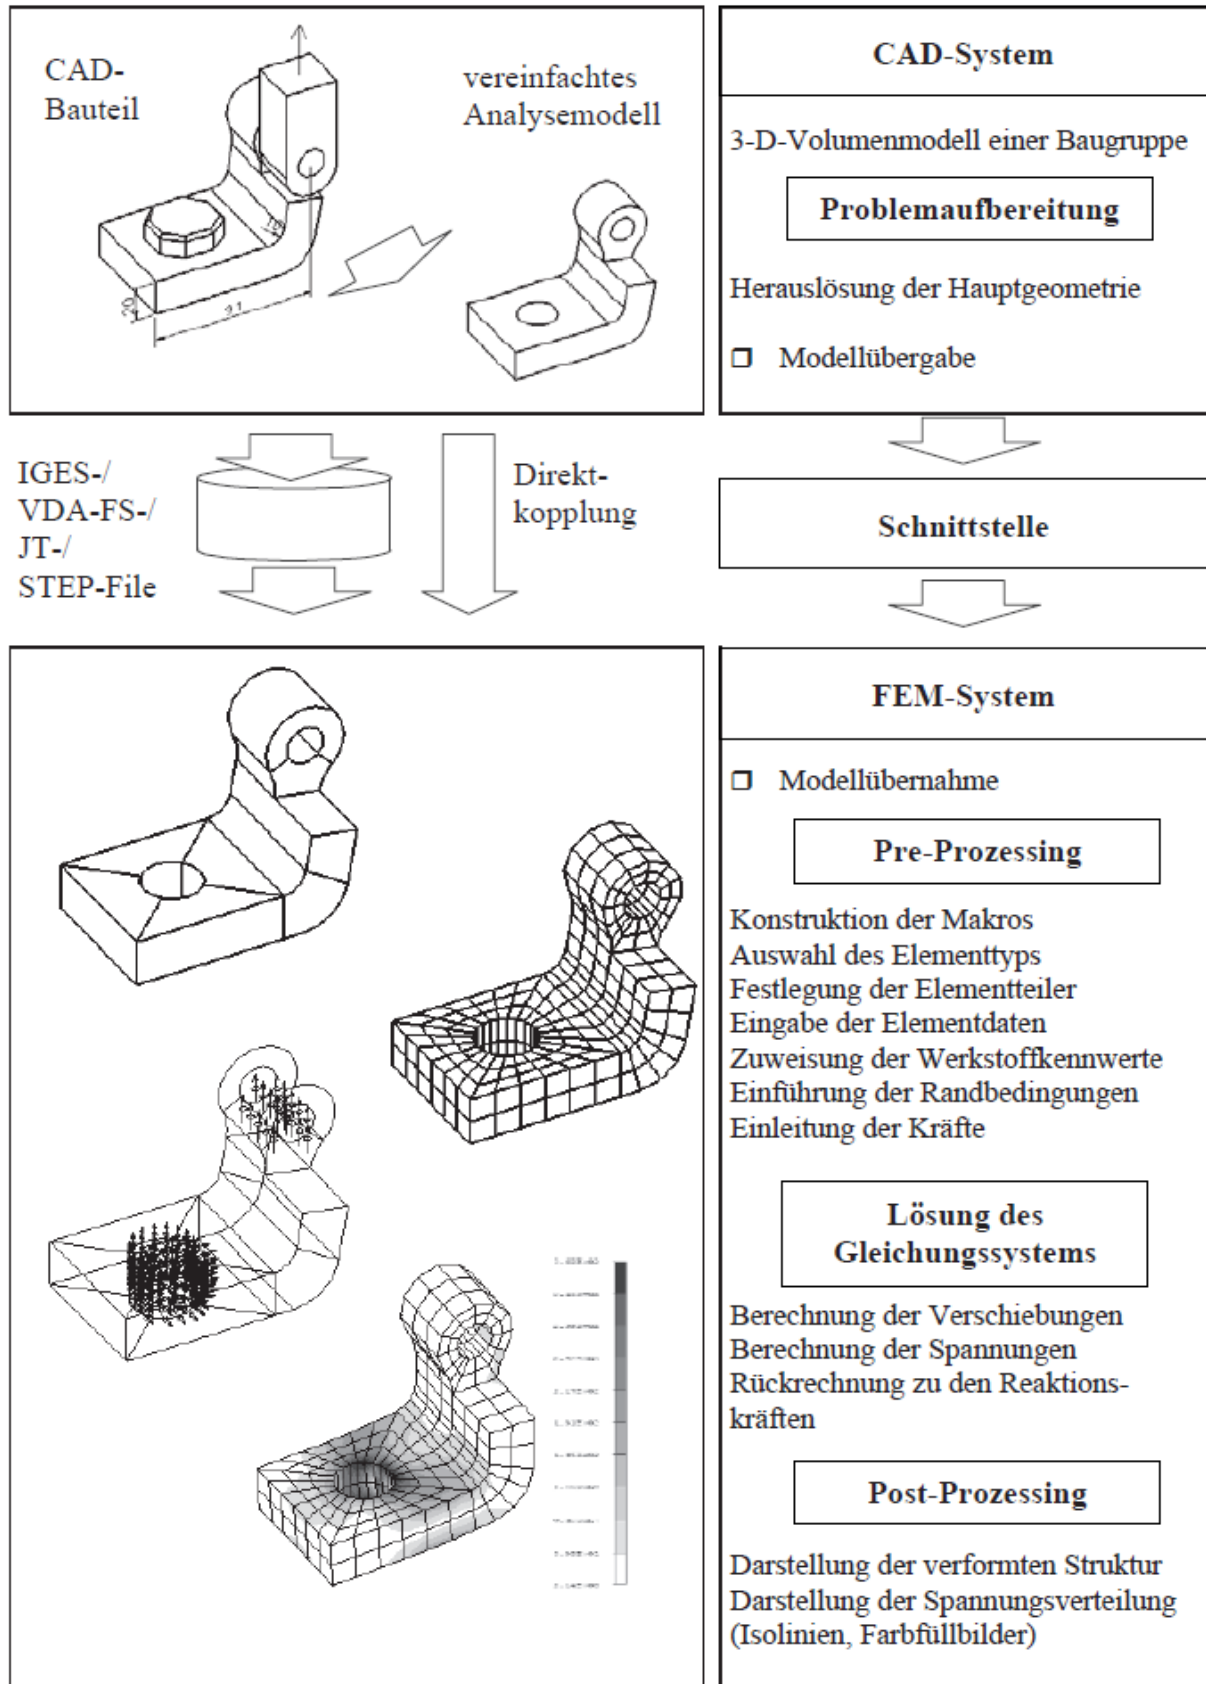 CAD-
Bauteil
vereinfachtes
Analysemodell
20
91
CAD-System
3-D-Volumenmodell einer Baugruppe
Problemaufbereitung
Herauslösung der Hauptgeometrie
❒ Modellübergabe
IGES-/
VDA-FS-/
JT-/
STEP-File
Direkt-
kopplung
Schnittstelle
FEM-System
❒ Modellübernahme
Pre-Prozessing
Konstruktion der Makros
Auswahl des Elementtyps
Festlegung der Elementteiler
Eingabe der Elementdaten
Zuweisung der Werkstoffkennwerte
Einführung der Randbedingungen
Einleitung der Kräfte
Lösung des
Gleichungssystems
Berechnung der Verschiebungen
Berechnung der Spannungen
Rückrechnung zu den Reaktions-
kräften
Post-Prozessing
Darstellung der verformten Struktur
Darstellung der Spannungsverteilung
(Isolinien, Farbfüllbilder)